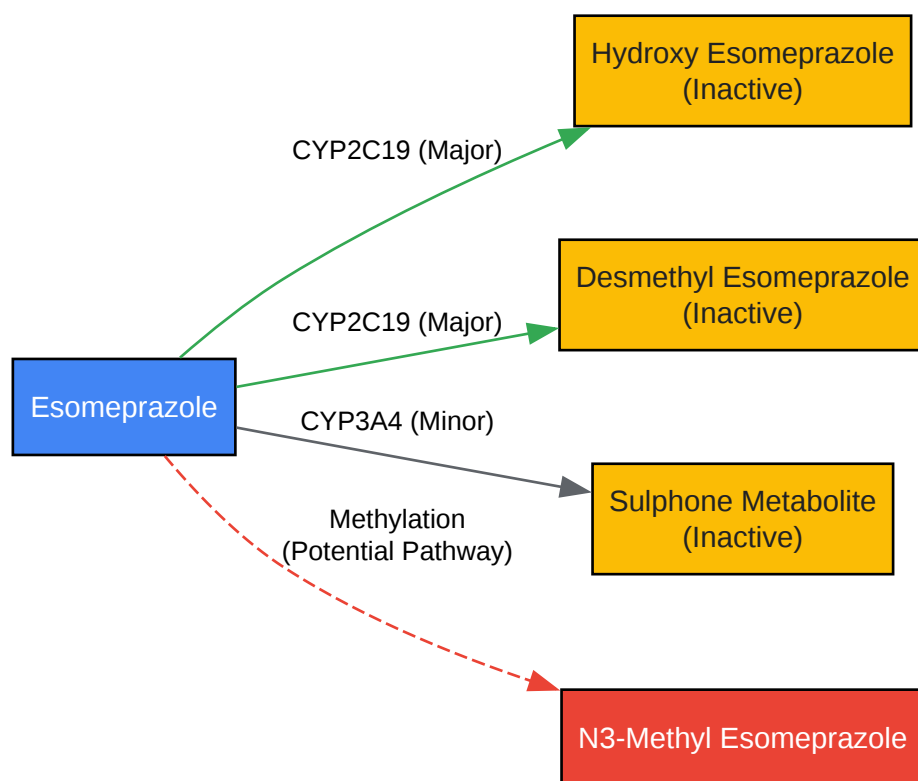 Hydroxy Esomeprazole
(Inactive)
CYP2C19 (Major)
Desmethyl Esomeprazole
(Inactive)
CYP2C19 (Major)
Esomeprazole
CYP3A4 (Minor)
Sulphone Metabolite
(Inactive)
Methylation
(Potential Pathway)
N3-Methyl Esomeprazole